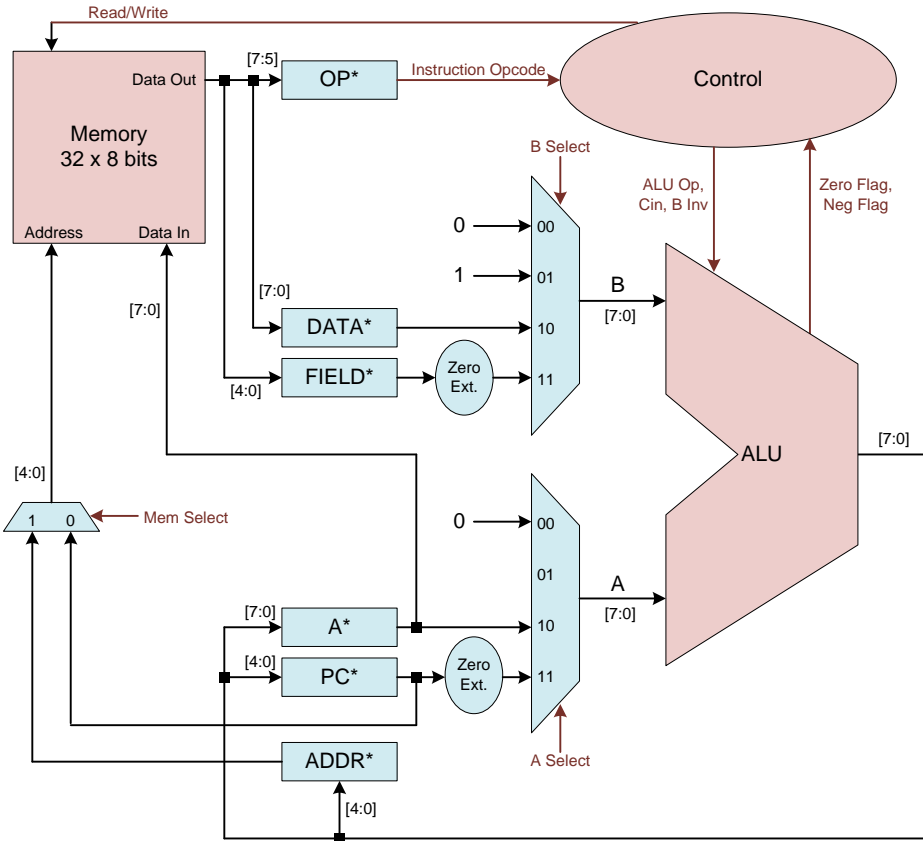 Read/Write
[7:5]
OP*
Instruction Opcode
Control
Data Out
Memory
32 x 8 bits
Address
Data In
B Select
ALU Op,
Cin, B Inv
Zero Flag,
Neg Flag
0
00
1
01
[7:0]
[7:0]
DATA*
10
B
[7:0]
[4:0]
FIELD*
Zero
Ext.
11
[4:0]
ALU
[7:0]
1
0
Mem Select
0
00
01
A
[7:0]
[7:0]
A*
10
[4:0]
PC*
Zero
Ext.
11
ADDR*
A Select
[4:0]